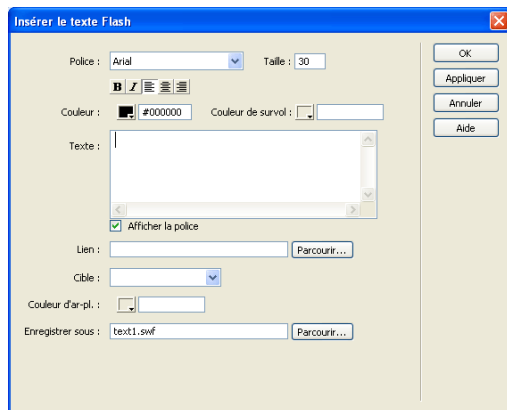 Insérer le texte Flash
Police : Arial Taille : 30 OK
B I Appliquer
Couleur : #000000 Couleur de survol : Annuler
Texte : Aide
Afficher la police
Lien : Parcourir...
Cible :
Couleur d'ar-pl. :
Enregistrer sous : text1.swf Parcourir...